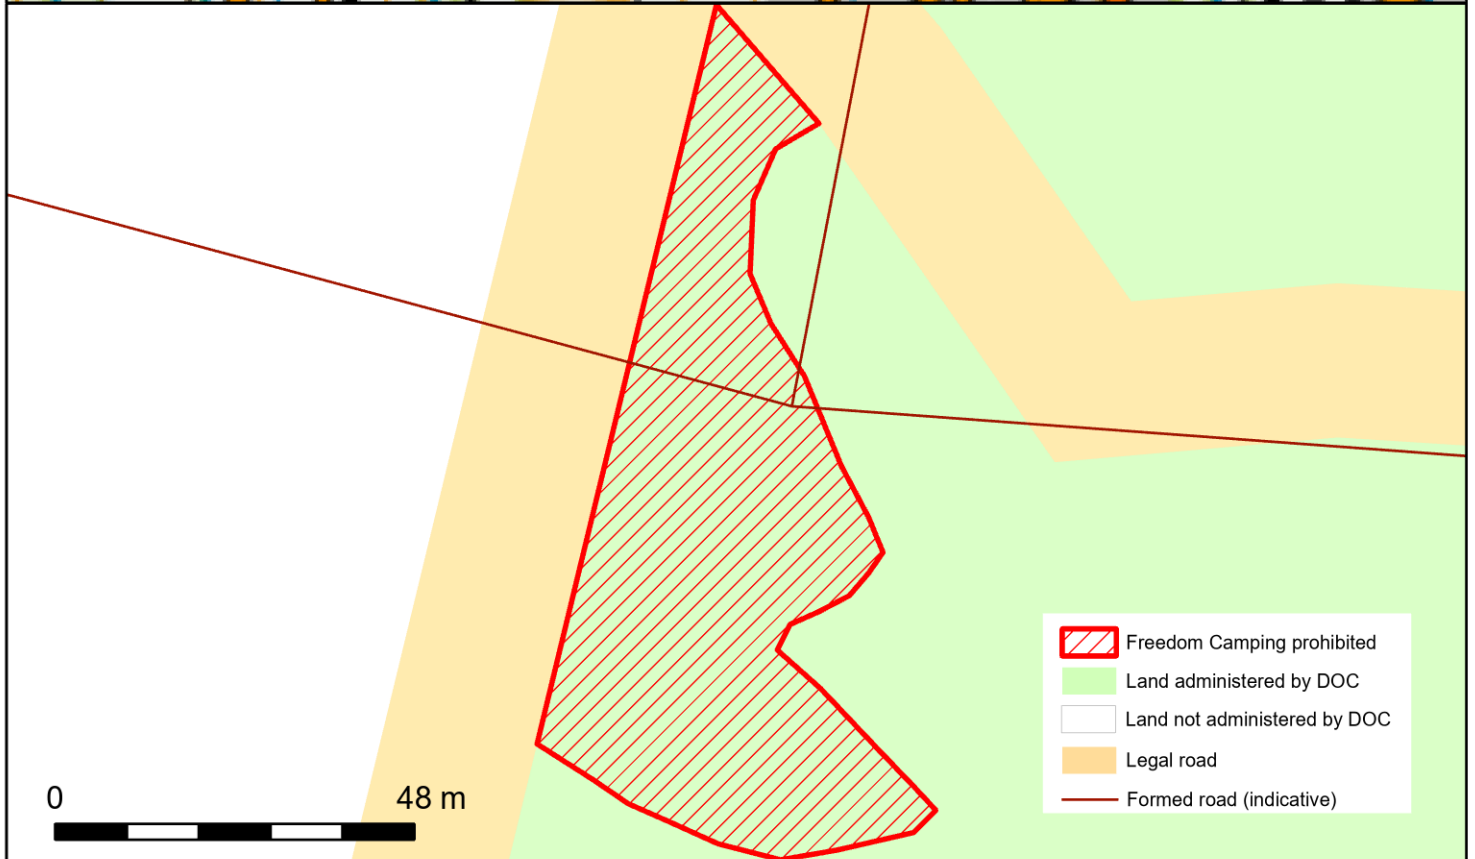 Freedom Camping prohibited
Land administered by DOC
Land not administered by DOC
Legal road
Formed road (indicative)
0 48 m